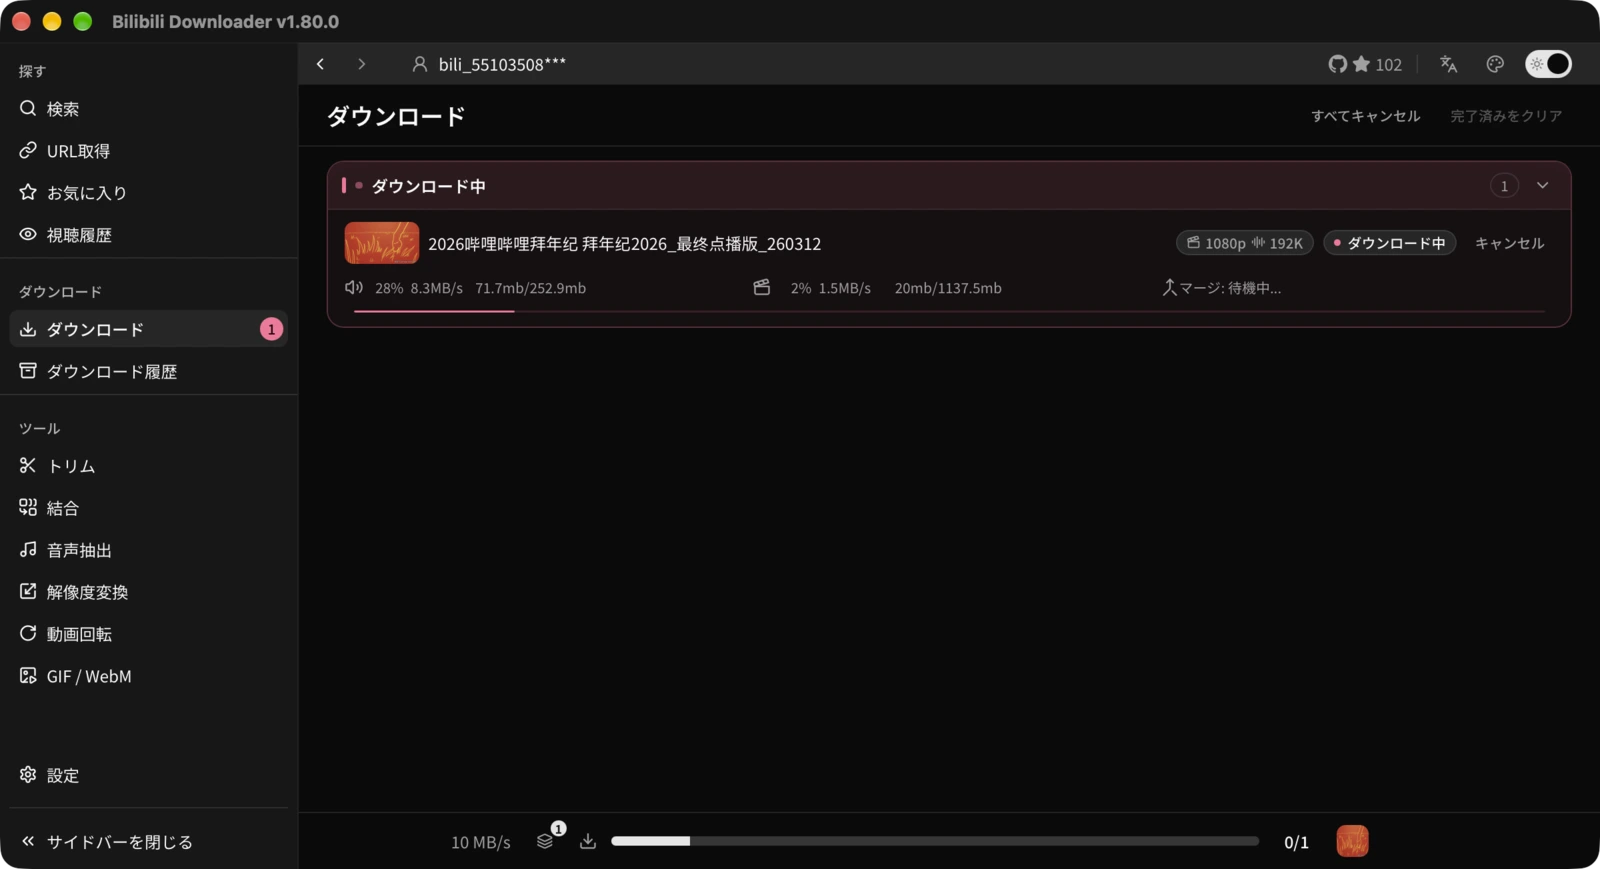 Bilibili Downloader v1.80.0
探す
検索
URL取得
お気に入り
視聴履歴
ダウンロード
ダウンロード 1
ダウンロード履歴
ツール
トリム
結合
音声抽出
解像度変換
動画回転
GIF / WebM
設定
サイドバーを閉じる
bili_55103508***
102
ダウンロード
すべてキャンセル
完了済みをクリア
ダウンロード中
1
2026哔哩哔哩拜年纪 拜年纪2026_最终点播版_260312
1080p 192K
ダウンロード中
キャンセル
28% 8.3MB/s 71.7mb/252.9mb
2% 1.5MB/s 20mb/1137.5mb
マージ: 待機中...
10 MB/s
1
0/1